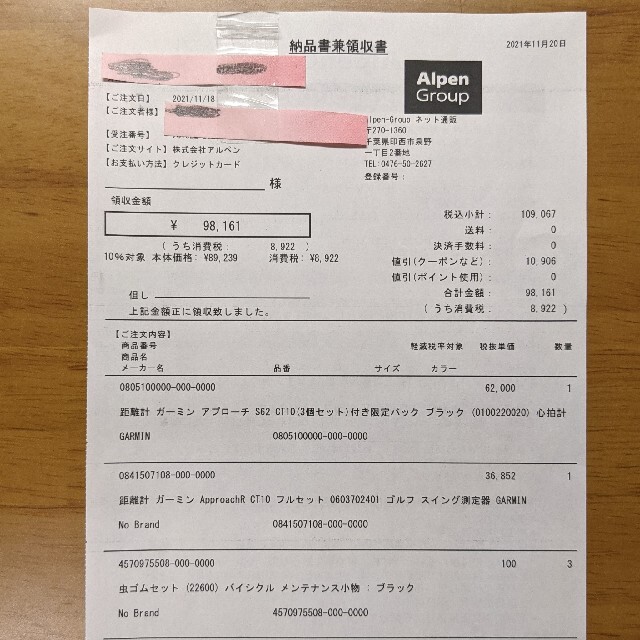 納品書兼領収書
2021年11月20日
Alpen
Group
【ご注文日】 2021/11/18
【ご注文者様】
【受注番号】
【ご注文サイト】 株式会社アルペン
【お支払い方法】 クレジットカード
Alpen-Group ネット通販
〒270-1360
千葉県印西市泉野
一丁目2番地
TEL:0476-50-2627
登録番号:
様
領収金額
¥ 98,161
( うち消費税: 8,922 )
10%対象 本体価格: ¥89,239 消費税: ¥8,922
税込小計: 109,067
送料: 0
決済手数料: 0
値引(クーポンなど): 10,906
値引(ポイント使用): 0
合計金額: 98,161
( うち消費税: 8,922 )
但し
上記金額正に領収致しました。
【ご注文内容】
商品番号 軽減税率対象 税抜単価 数量
商品名
メーカー名 品番 サイズ カラー
0805100000-000-0000 62,000 1
距離計 ガーミン アプローチ S62 CT10(3個セット)付き限定パック ブラック (0100220020) 心拍計
GARMIN 0805100000-000-0000
0841507108-000-0000 36,852 1
距離計 ガーミン ApproachR CT10 フルセット 0603702401 ゴルフ スイング測定器 GARMIN
No Brand 0841507108-000-0000
4570975508-000-0000 100 3
虫ゴムセット (22600) バイシクル メンテナンス小物 : ブラック
No Brand 4570975508-000-0000